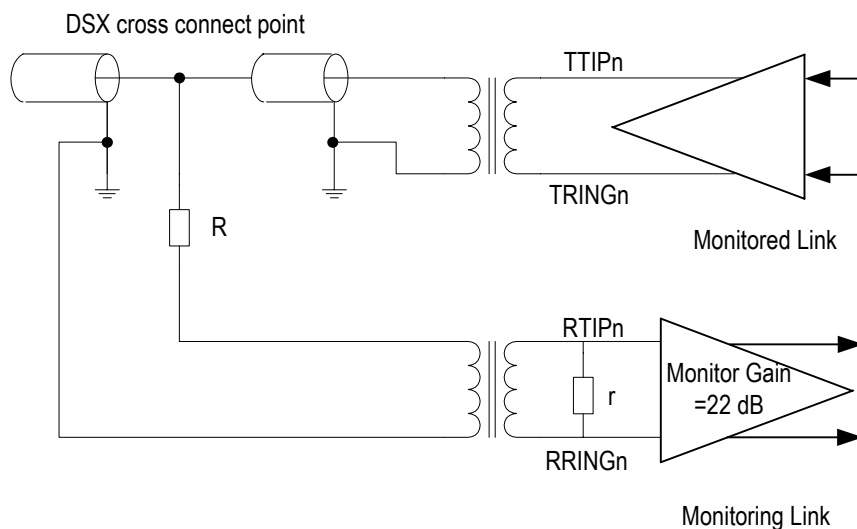 DSX cross connect point
TTIPn
TRINGn
R
Monitored Link
RTIPn
Monitor Gain
=22 dB
r
RRINGn
Monitoring Link